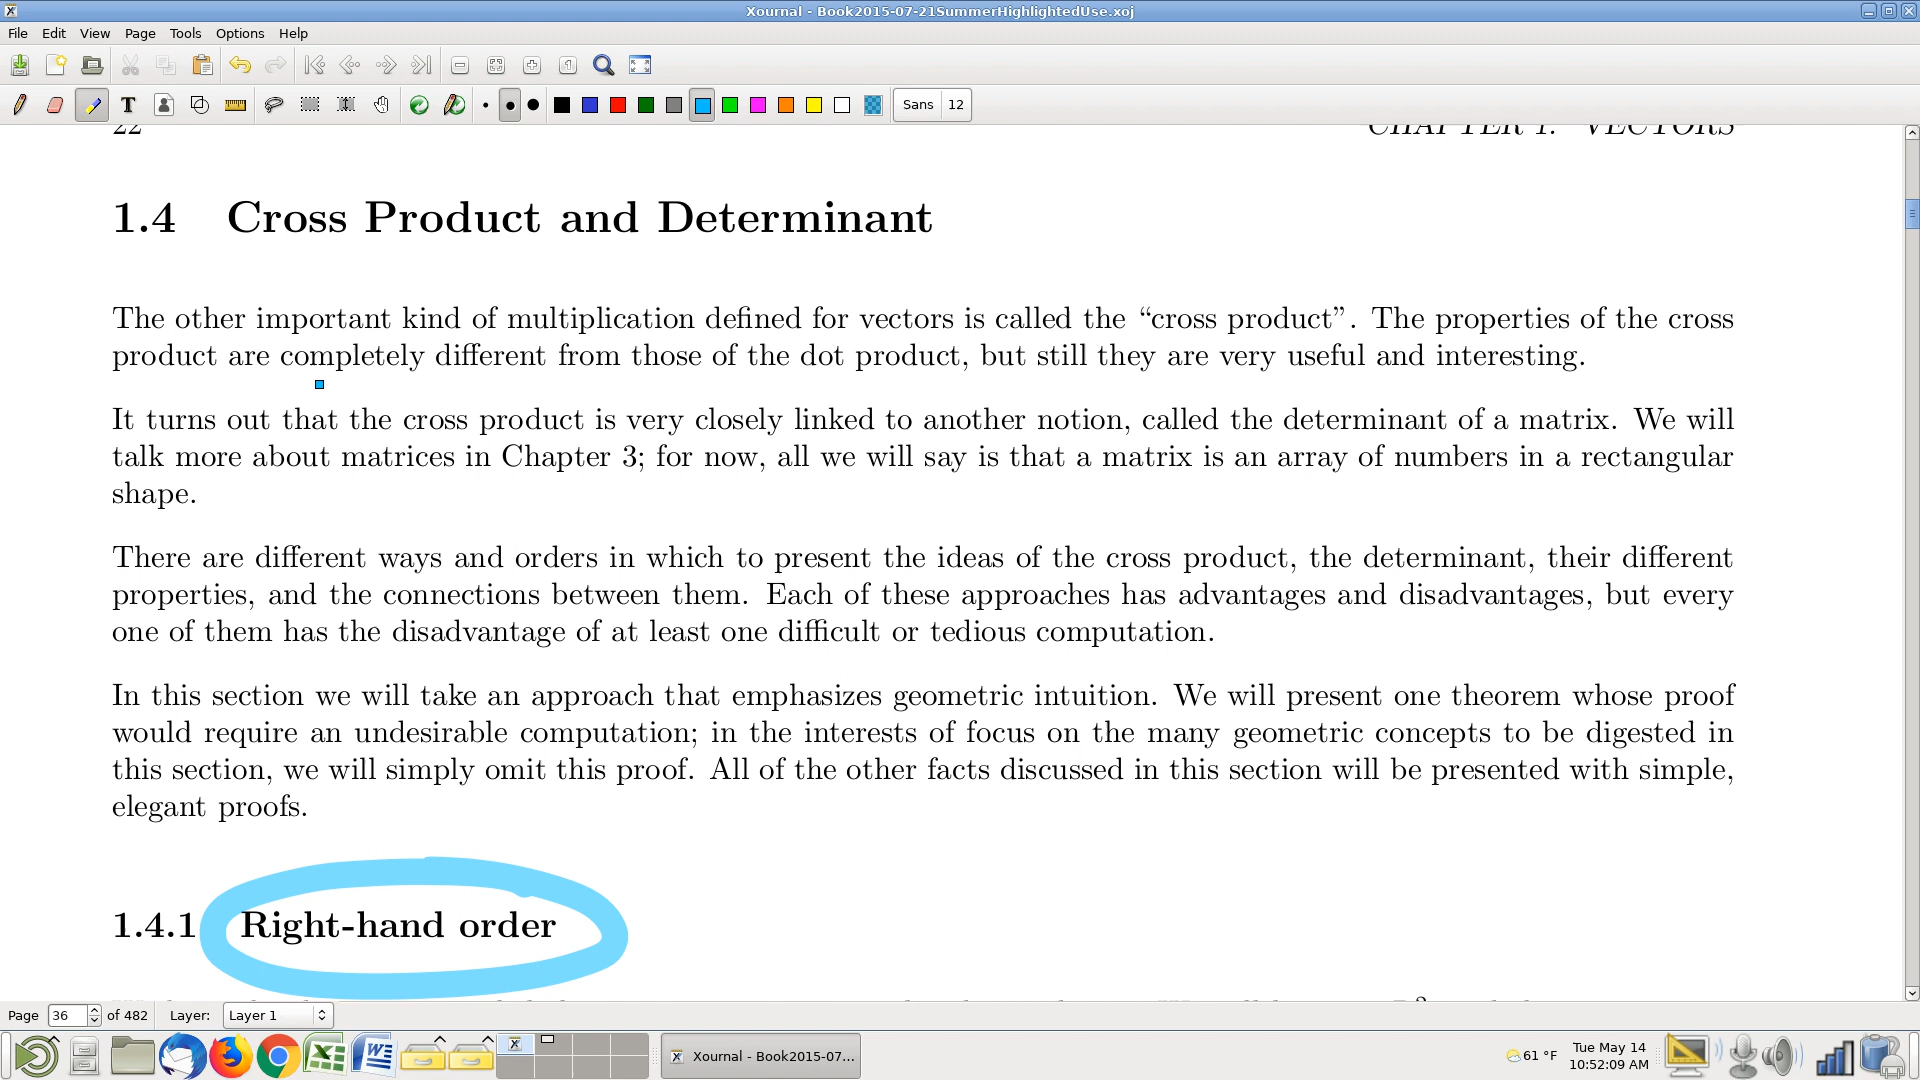 Xournal - Book2015-07-21SummerHighlightedUse.xoj
File Edit View Page Tools Options Help
Sans 12
22 CHAPTER 1. VECTORS
1.4 Cross Product and Determinant
The other important kind of multiplication defined for vectors is called the “cross product”. The properties of the cross
product are completely different from those of the dot product, but still they are very useful and interesting.
It turns out that the cross product is very closely linked to another notion, called the determinant of a matrix. We will
talk more about matrices in Chapter 3; for now, all we will say is that a matrix is an array of numbers in a rectangular
shape.
There are different ways and orders in which to present the ideas of the cross product, the determinant, their different
properties, and the connections between them. Each of these approaches has advantages and disadvantages, but every
one of them has the disadvantage of at least one difficult or tedious computation.
In this section we will take an approach that emphasizes geometric intuition. We will present one theorem whose proof
would require an undesirable computation; in the interests of focus on the many geometric concepts to be digested in
this section, we will simply omit this proof. All of the other facts discussed in this section will be presented with simple,
elegant proofs.
1.4.1 Right-hand order
Page 36 of 482 Layer: Layer 1
Xournal - Book2015-07...
61 °F
Tue May 14
10:52:09 AM